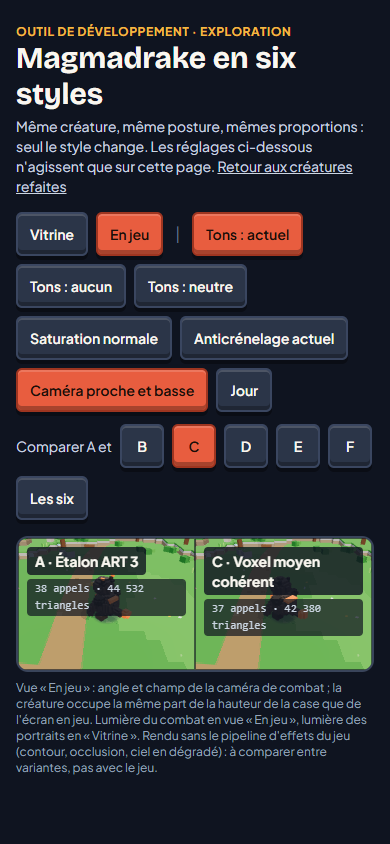 OUTIL DE DÉVELOPPEMENT · EXPLORATION
Magmadrake en six
styles
Même créature, même posture, mêmes proportions :
seul le style change. Les réglages ci-dessous
n'agissent que sur cette page. Retour aux créatures
refaites
Vitrine En jeu | Tons : actuel
Tons : aucun Tons : neutre
Saturation normale Anticrénelage actuel
Caméra proche et basse Jour
Comparer A et B C D E F
Les six
A · Étalon ART 3
38 appels · 44 532
triangles
C · Voxel moyen
cohérent
37 appels · 42 380
triangles
Vue « En jeu » : angle et champ de la caméra de combat ; la
créature occupe la même part de la hauteur de la case que de
l'écran en jeu. Lumière du combat en vue « En jeu », lumière des
portraits en « Vitrine ». Rendu sans le pipeline d'effets du jeu
(contour, occlusion, ciel en dégradé) : à comparer entre
variantes, pas avec le jeu.